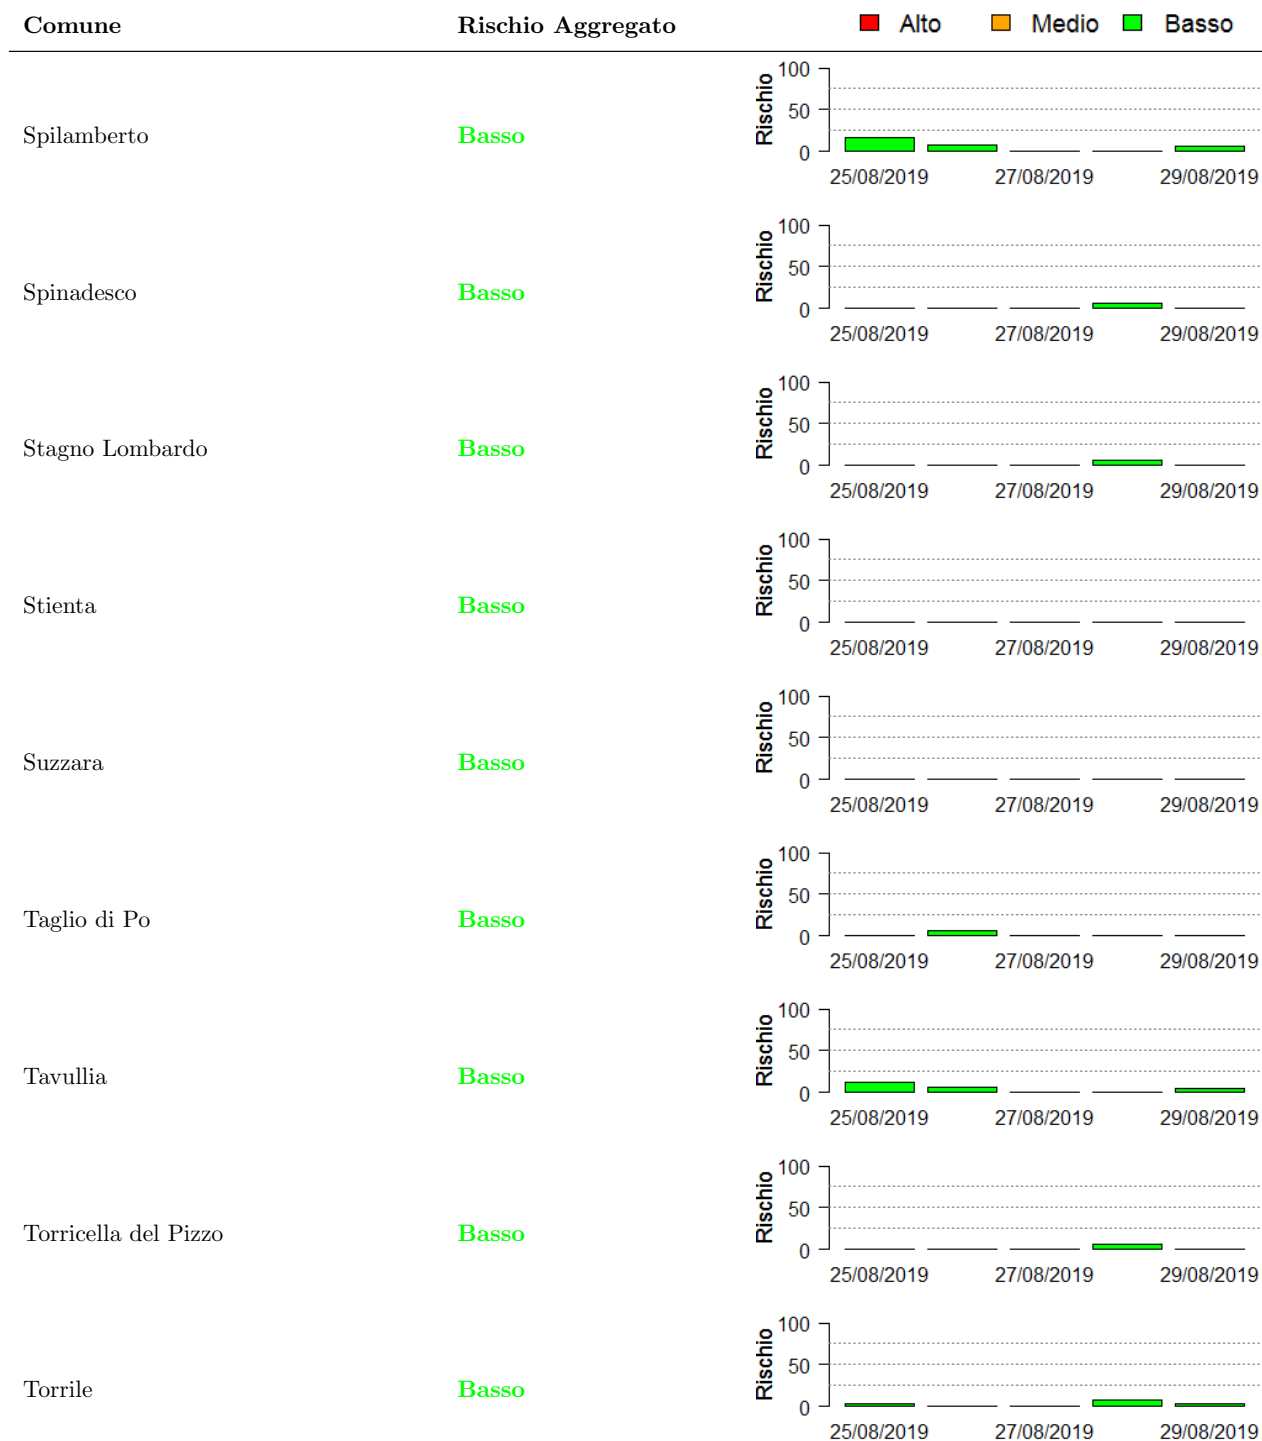 Comune Rischio Aggregato Alto Medio Basso
Spilamberto Basso Rischio 100 50 0
25/08/2019 27/08/2019 29/08/2019
Spinadesco Basso Rischio 100 50 0
25/08/2019 27/08/2019 29/08/2019
Stagno Lombardo Basso Rischio 100 50 0
25/08/2019 27/08/2019 29/08/2019
Stienta Basso Rischio 100 50 0
25/08/2019 27/08/2019 29/08/2019
Suzzara Basso Rischio 100 50 0
25/08/2019 27/08/2019 29/08/2019
Taglio di Po Basso Rischio 100 50 0
25/08/2019 27/08/2019 29/08/2019
Tavullia Basso Rischio 100 50 0
25/08/2019 27/08/2019 29/08/2019
Torricella del Pizzo Basso Rischio 100 50 0
25/08/2019 27/08/2019 29/08/2019
Torrile Basso Rischio 100 50 0
25/08/2019 27/08/2019 29/08/2019